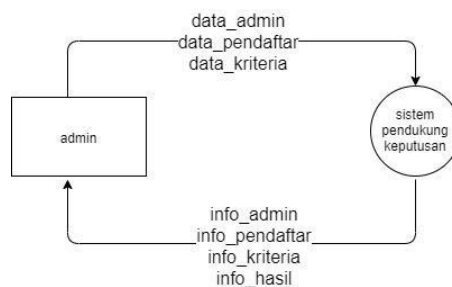 data_admin
data_pendaftar
data_kriteria
admin
sistem
pendukung
keputusan
info_admin
info_pendaftar
info_kriteria
info_hasil